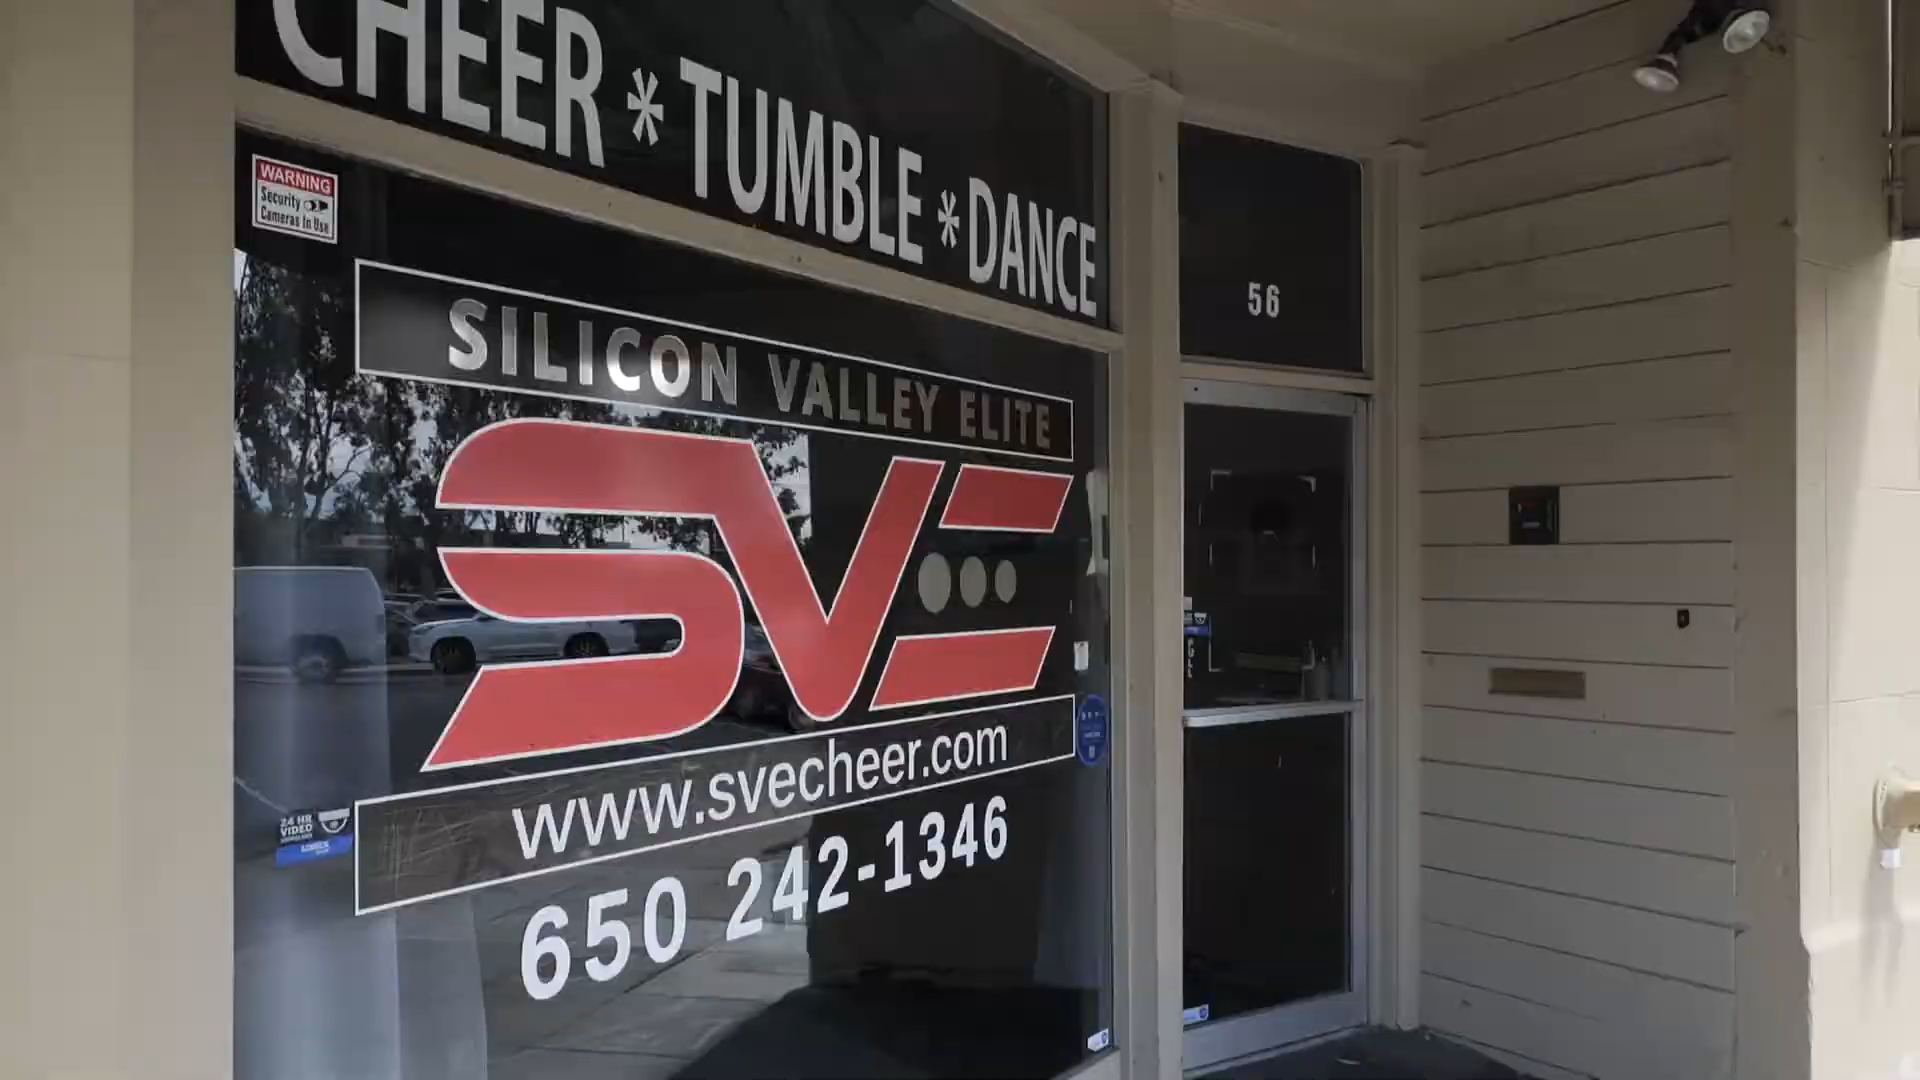 CHEER * TUMBLE * DANCE
WARNING
Security
Cameras In Use
SILICON VALLEY ELITE
SVE
56
www.svecheer.com
650 242-1346
24 HR
VIDEO